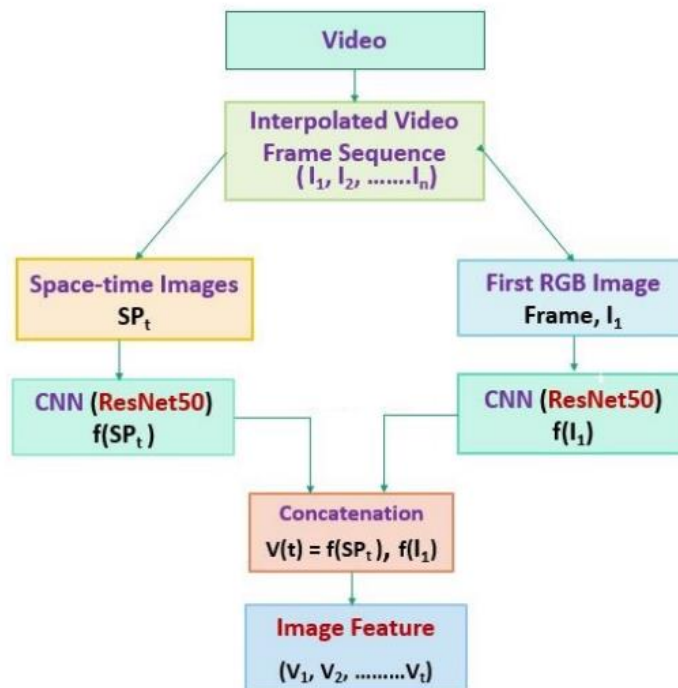 Video
Interpolated Video
Frame Sequence
(I₁, I₂, .......Iₙ)
Space-time Images
SPₜ
First RGB Image
Frame, I₁
CNN (ResNet50)
f(SPₜ)
CNN (ResNet50)
f(I₁)
Concatenation
V(t) = f(SPₜ), f(I₁)
Image Feature
(V₁, V₂, .........Vₜ)